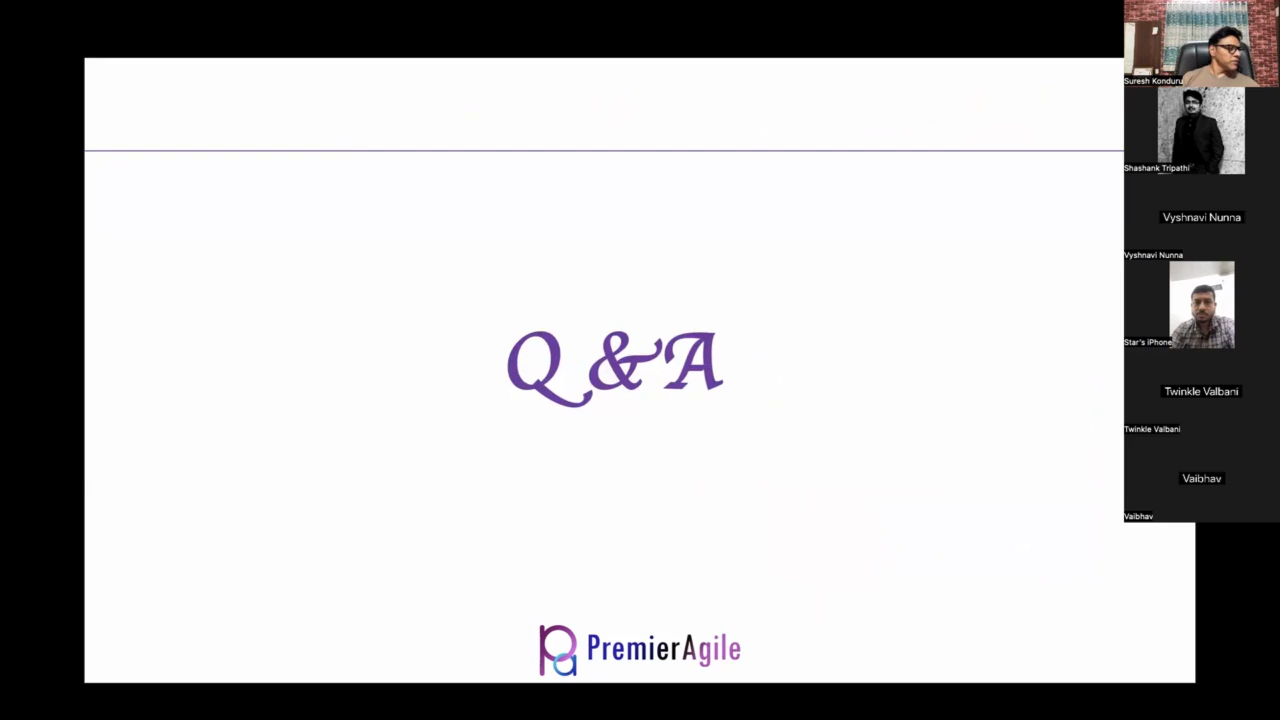 Q & A
PremierAgile
Suresh Konduru
Shashank Tripathi
Vyshnavi Nunna
Vyshnavi Nunna
Star's iPhone
Twinkle Valbani
Twinkle Valbani
Vaibhav
Vaibhav